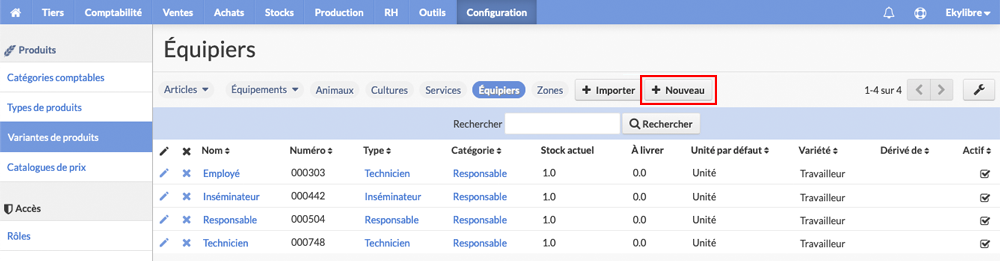 Tiers Comptabilité Ventes Achats Stocks Production RH Outils Configuration Ekylibre
Produits
Catégories comptables
Types de produits
Variantes de produits
Catalogues de prix
Accès
Rôles
Équipiers
Articles Équipements Animaux Cultures Services Équipiers Zones Importer Nouveau 1-4 sur 4
Rechercher Rechercher
Nom Numéro Type Catégorie Stock actuel À livrer Unité par défaut Variété Dérivé de Actif
Employé 000303 Technicien Responsable 1.0 0.0 Unité Travailleur
Inséminateur 000442 Inséminateur Responsable 1.0 0.0 Unité Travailleur
Responsable 000504 Responsable Responsable 1.0 0.0 Unité Travailleur
Technicien 000748 Technicien Responsable 1.0 0.0 Unité Travailleur